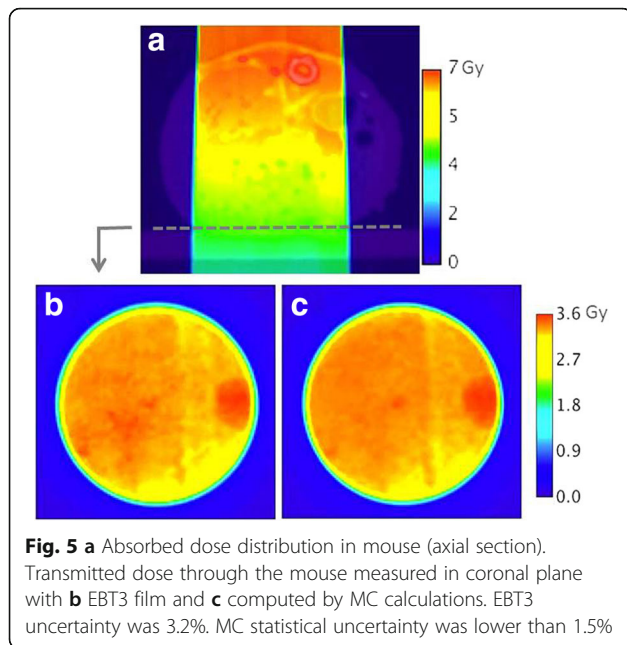 a
7 Gy
5
4
2
0
b
c
3.6 Gy
2.7
1.8
0.9
0.0
Fig. 5 a Absorbed dose distribution in mouse (axial section).
Transmitted dose through the mouse measured in coronal plane
with b EBT3 film and c computed by MC calculations. EBT3
uncertainty was 3.2%. MC statistical uncertainty was lower than 1.5%